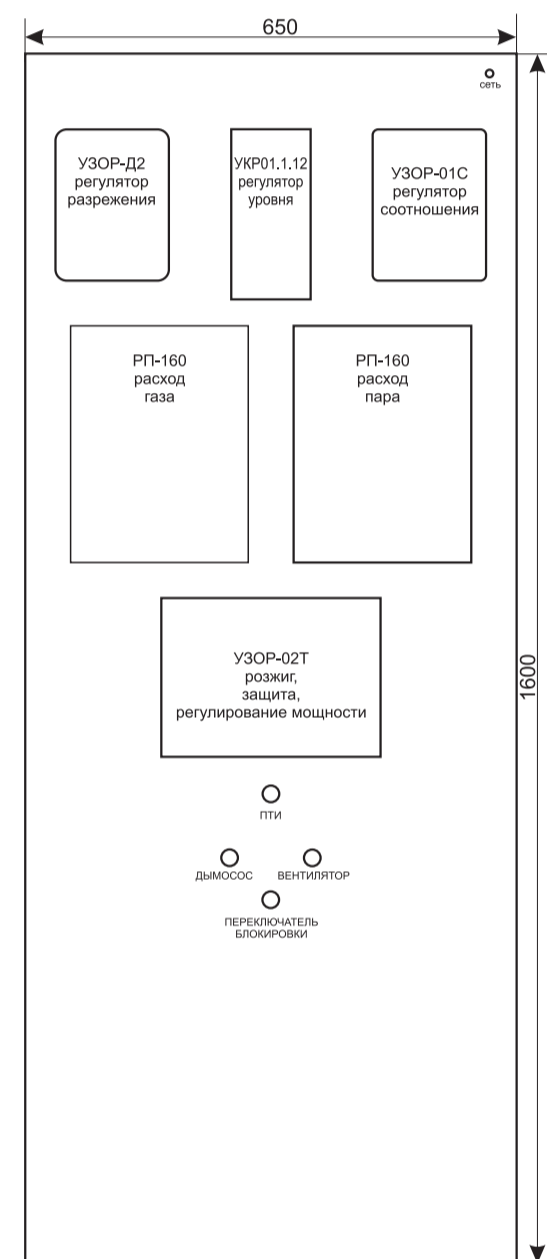 650
сеть
УЗОР-Д2
регулятор
разрежения
УКР01.1.12
регулятор
уровня
УЗОР-01С
регулятор
соотношения
РП-160
расход
газа
РП-160
расход
пара
УЗОР-02Т
розжиг,
защита,
регулирование мощности
1600
ПТИ
ДЫМОСОС
ВЕНТИЛЯТОР
ПЕРЕКЛЮЧАТЕЛЬ
БЛОКИРОВКИ